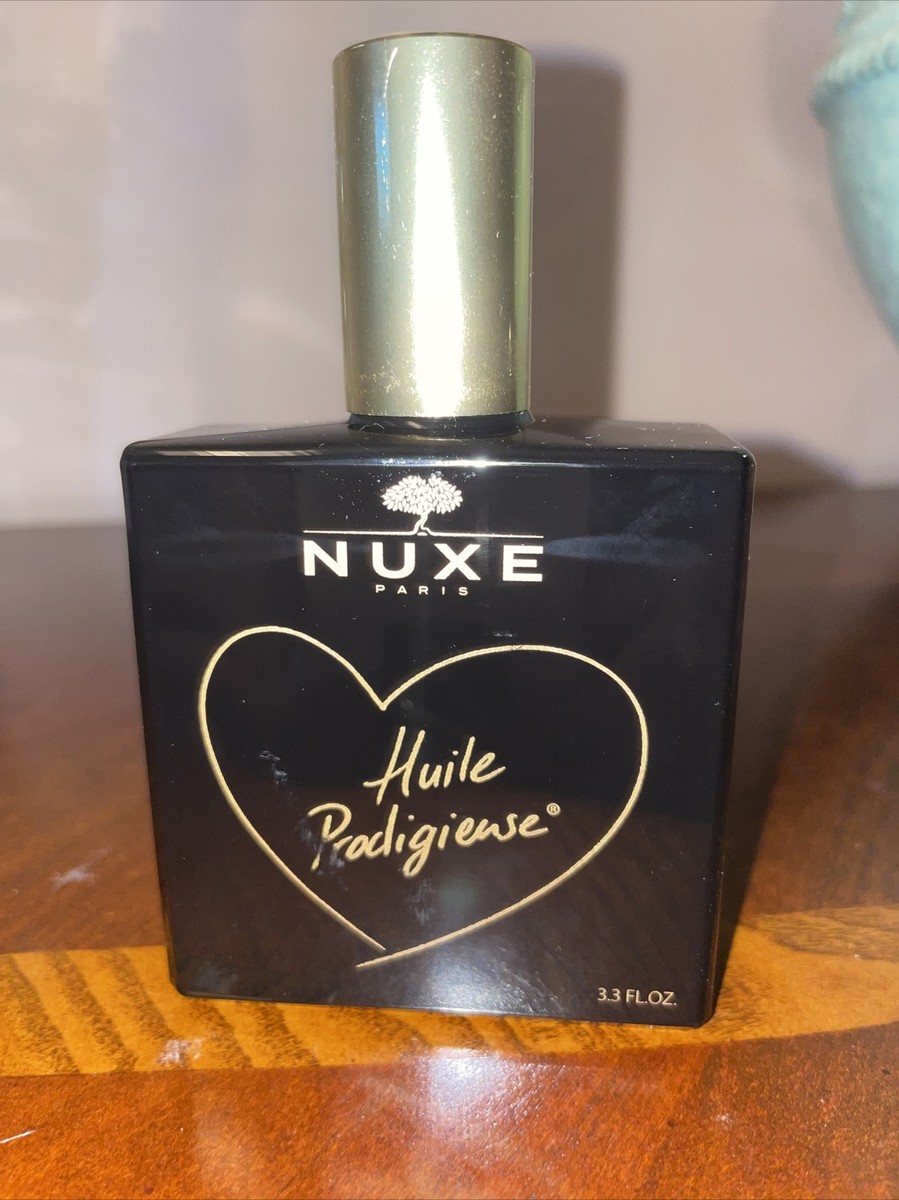 NUXE
PARIS
Huile
Prodigieuse®
3.3 FL.OZ.